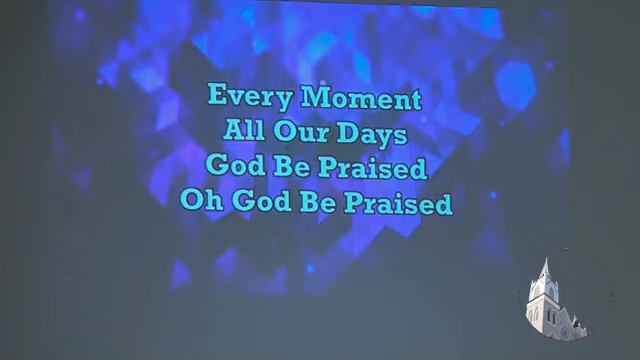 Every Moment
All Our Days
God Be Praised
Oh God Be Praised